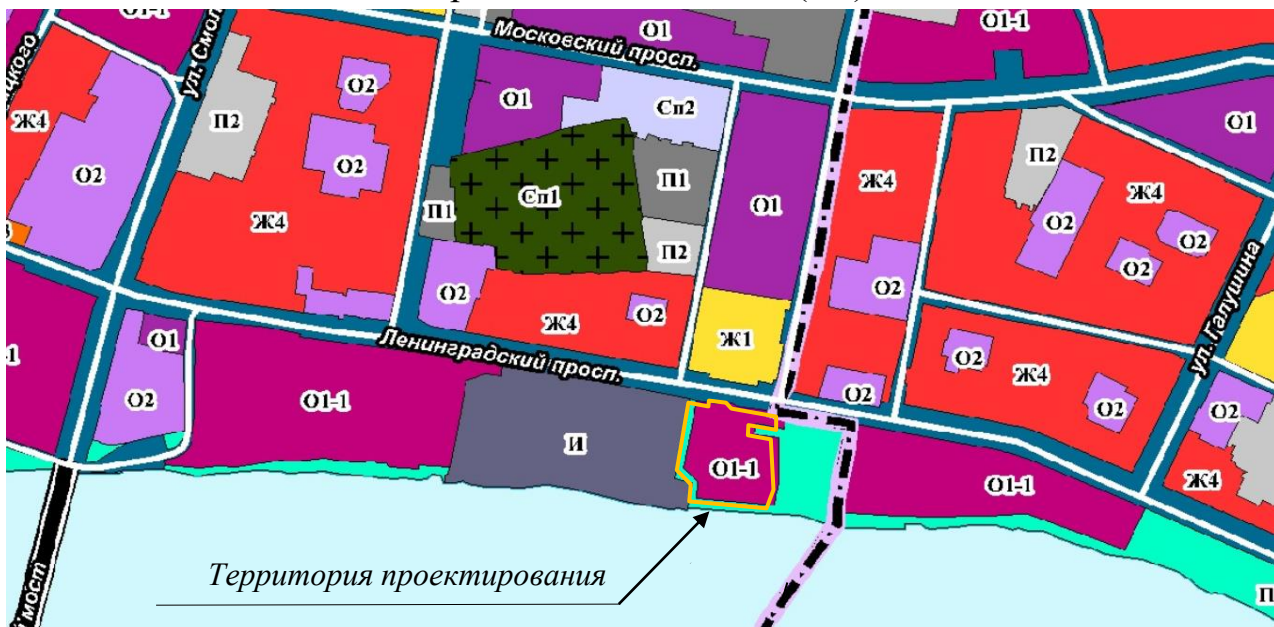 О1-1
О1
О1-1
Московский просп.
О2
О1
Сп2
О1
Ж4
П2
П2
О2
О2
П1
Ж4
Ж4
Сп1
П1
О1
О2
Ж4
П2
О2
О2
О2
О2
О2
Ж4
Ж1
ул. Галушина
Ленинградский просп.
О1
О2
Ж4
О2
О2
О2
О2
О1-1
И
О1-1
О1-1
Ж4
Территория проектирования
мост